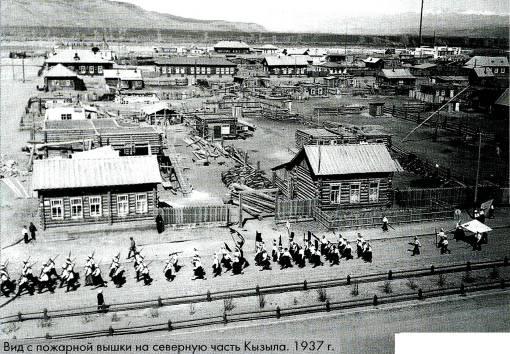 Вид с пожарной вышки на северную часть Кызыла. 1937 г.